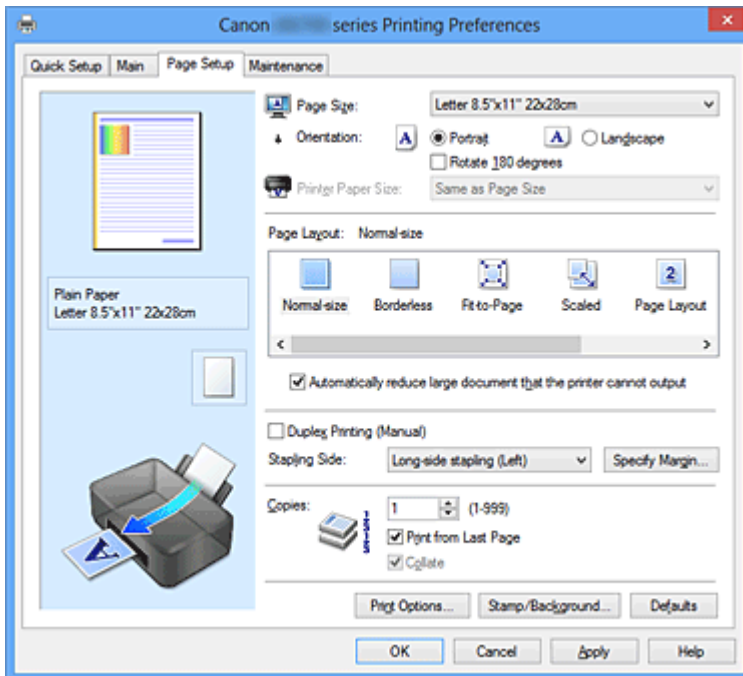 Canon series Printing Preferences
Quick Setup Main Page Setup Maintenance
Page Size: Letter 8.5"x11" 22x28cm
Orientation: A Portrait A Landscape
Rotate 180 degrees
Printer Paper Size: Same as Page Size
Page Layout: Normal-size
2
Normal-size Borderless Fit-to-Page Scaled Page Layout
Plain Paper
Letter 8.5"x11" 22x28cm
Automatically reduce large document that the printer cannot output
Duplex Printing (Manual)
Stapling Side: Long-side stapling (Left) Specify Margin...
Copies: 1 (1-999)
Print from Last Page
Collate
A
Print Options... Stamp/Background... Defaults
OK Cancel Apply Help